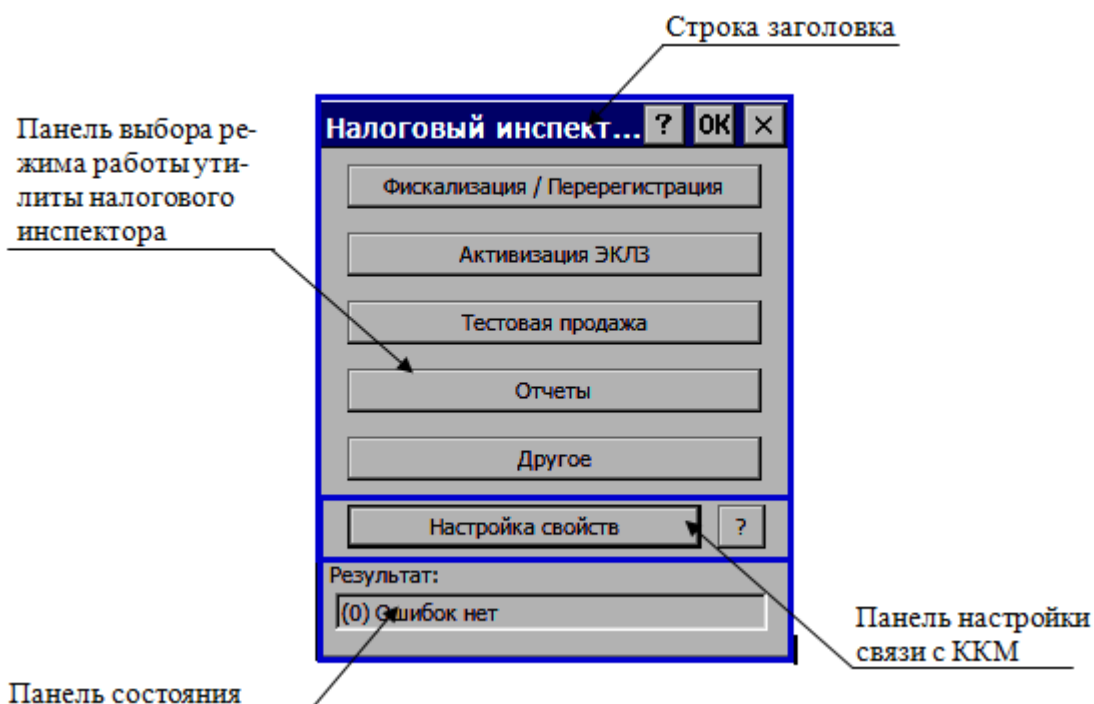 Строка заголовка
Панель выбора ре-
жима работы ути-
литы налогового
инспектора
Налоговый инспект... ? OK ×
Фискализация / Перерегистрация
Активизация ЭКЛЗ
Тестовая продажа
Отчеты
Другое
Настройка свойств ?
Результат:
(0) Ошибок нет
Панель настройки
связи с ККМ
Панель состояния